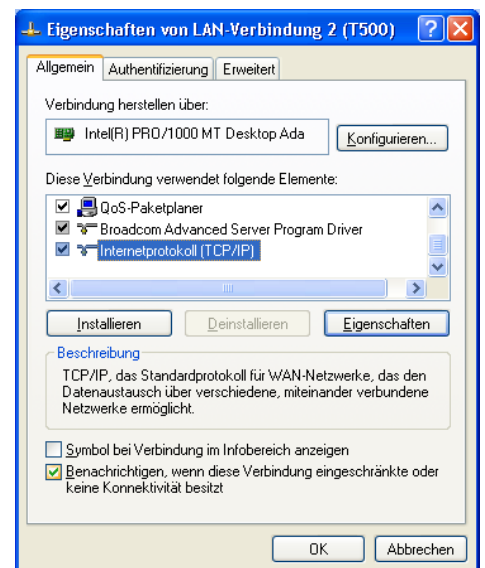 Eigenschaften von LAN-Verbindung 2 (T500)
Allgemein Authentifizierung Erweitert
Verbindung herstellen über:
Intel(R) PRO/1000 MT Desktop Ada
Konfigurieren...
Diese Verbindung verwendet folgende Elemente:
QoS-Paketplaner
Broadcom Advanced Server Program Driver
Internetprotokoll (TCP/IP)
Installieren Deinstallieren Eigenschaften
Beschreibung
TCP/IP, das Standardprotokoll für WAN-Netzwerke, das den
Datenaustausch über verschiedene, miteinander verbundene
Netzwerke ermöglicht.
Symbol bei Verbindung im Infobereich anzeigen
Benachrichtigen, wenn diese Verbindung eingeschränkte oder
keine Konnektivität besitzt
OK Abbrechen